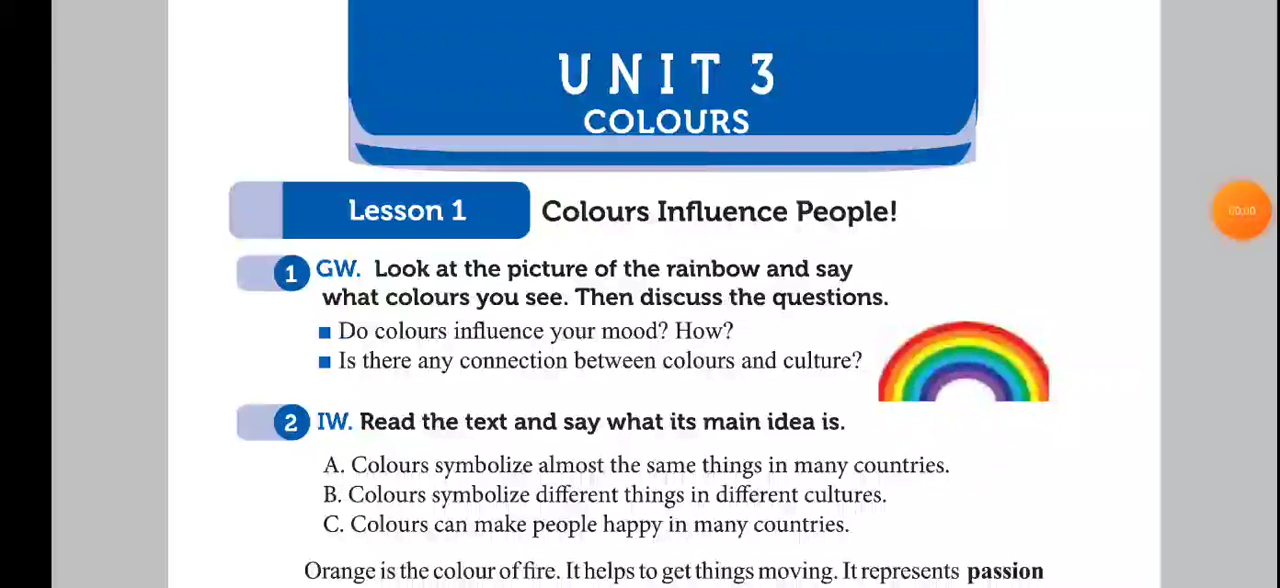 UNIT 3
COLOURS
Lesson 1 Colours Influence People!
1 GW. Look at the picture of the rainbow and say
what colours you see. Then discuss the questions.
Do colours influence your mood? How?
Is there any connection between colours and culture?
2 IW. Read the text and say what its main idea is.
A. Colours symbolize almost the same things in many countries.
B. Colours symbolize different things in different cultures.
C. Colours can make people happy in many countries.
Orange is the colour of fire. It helps to get things moving. It represents passion
00:00